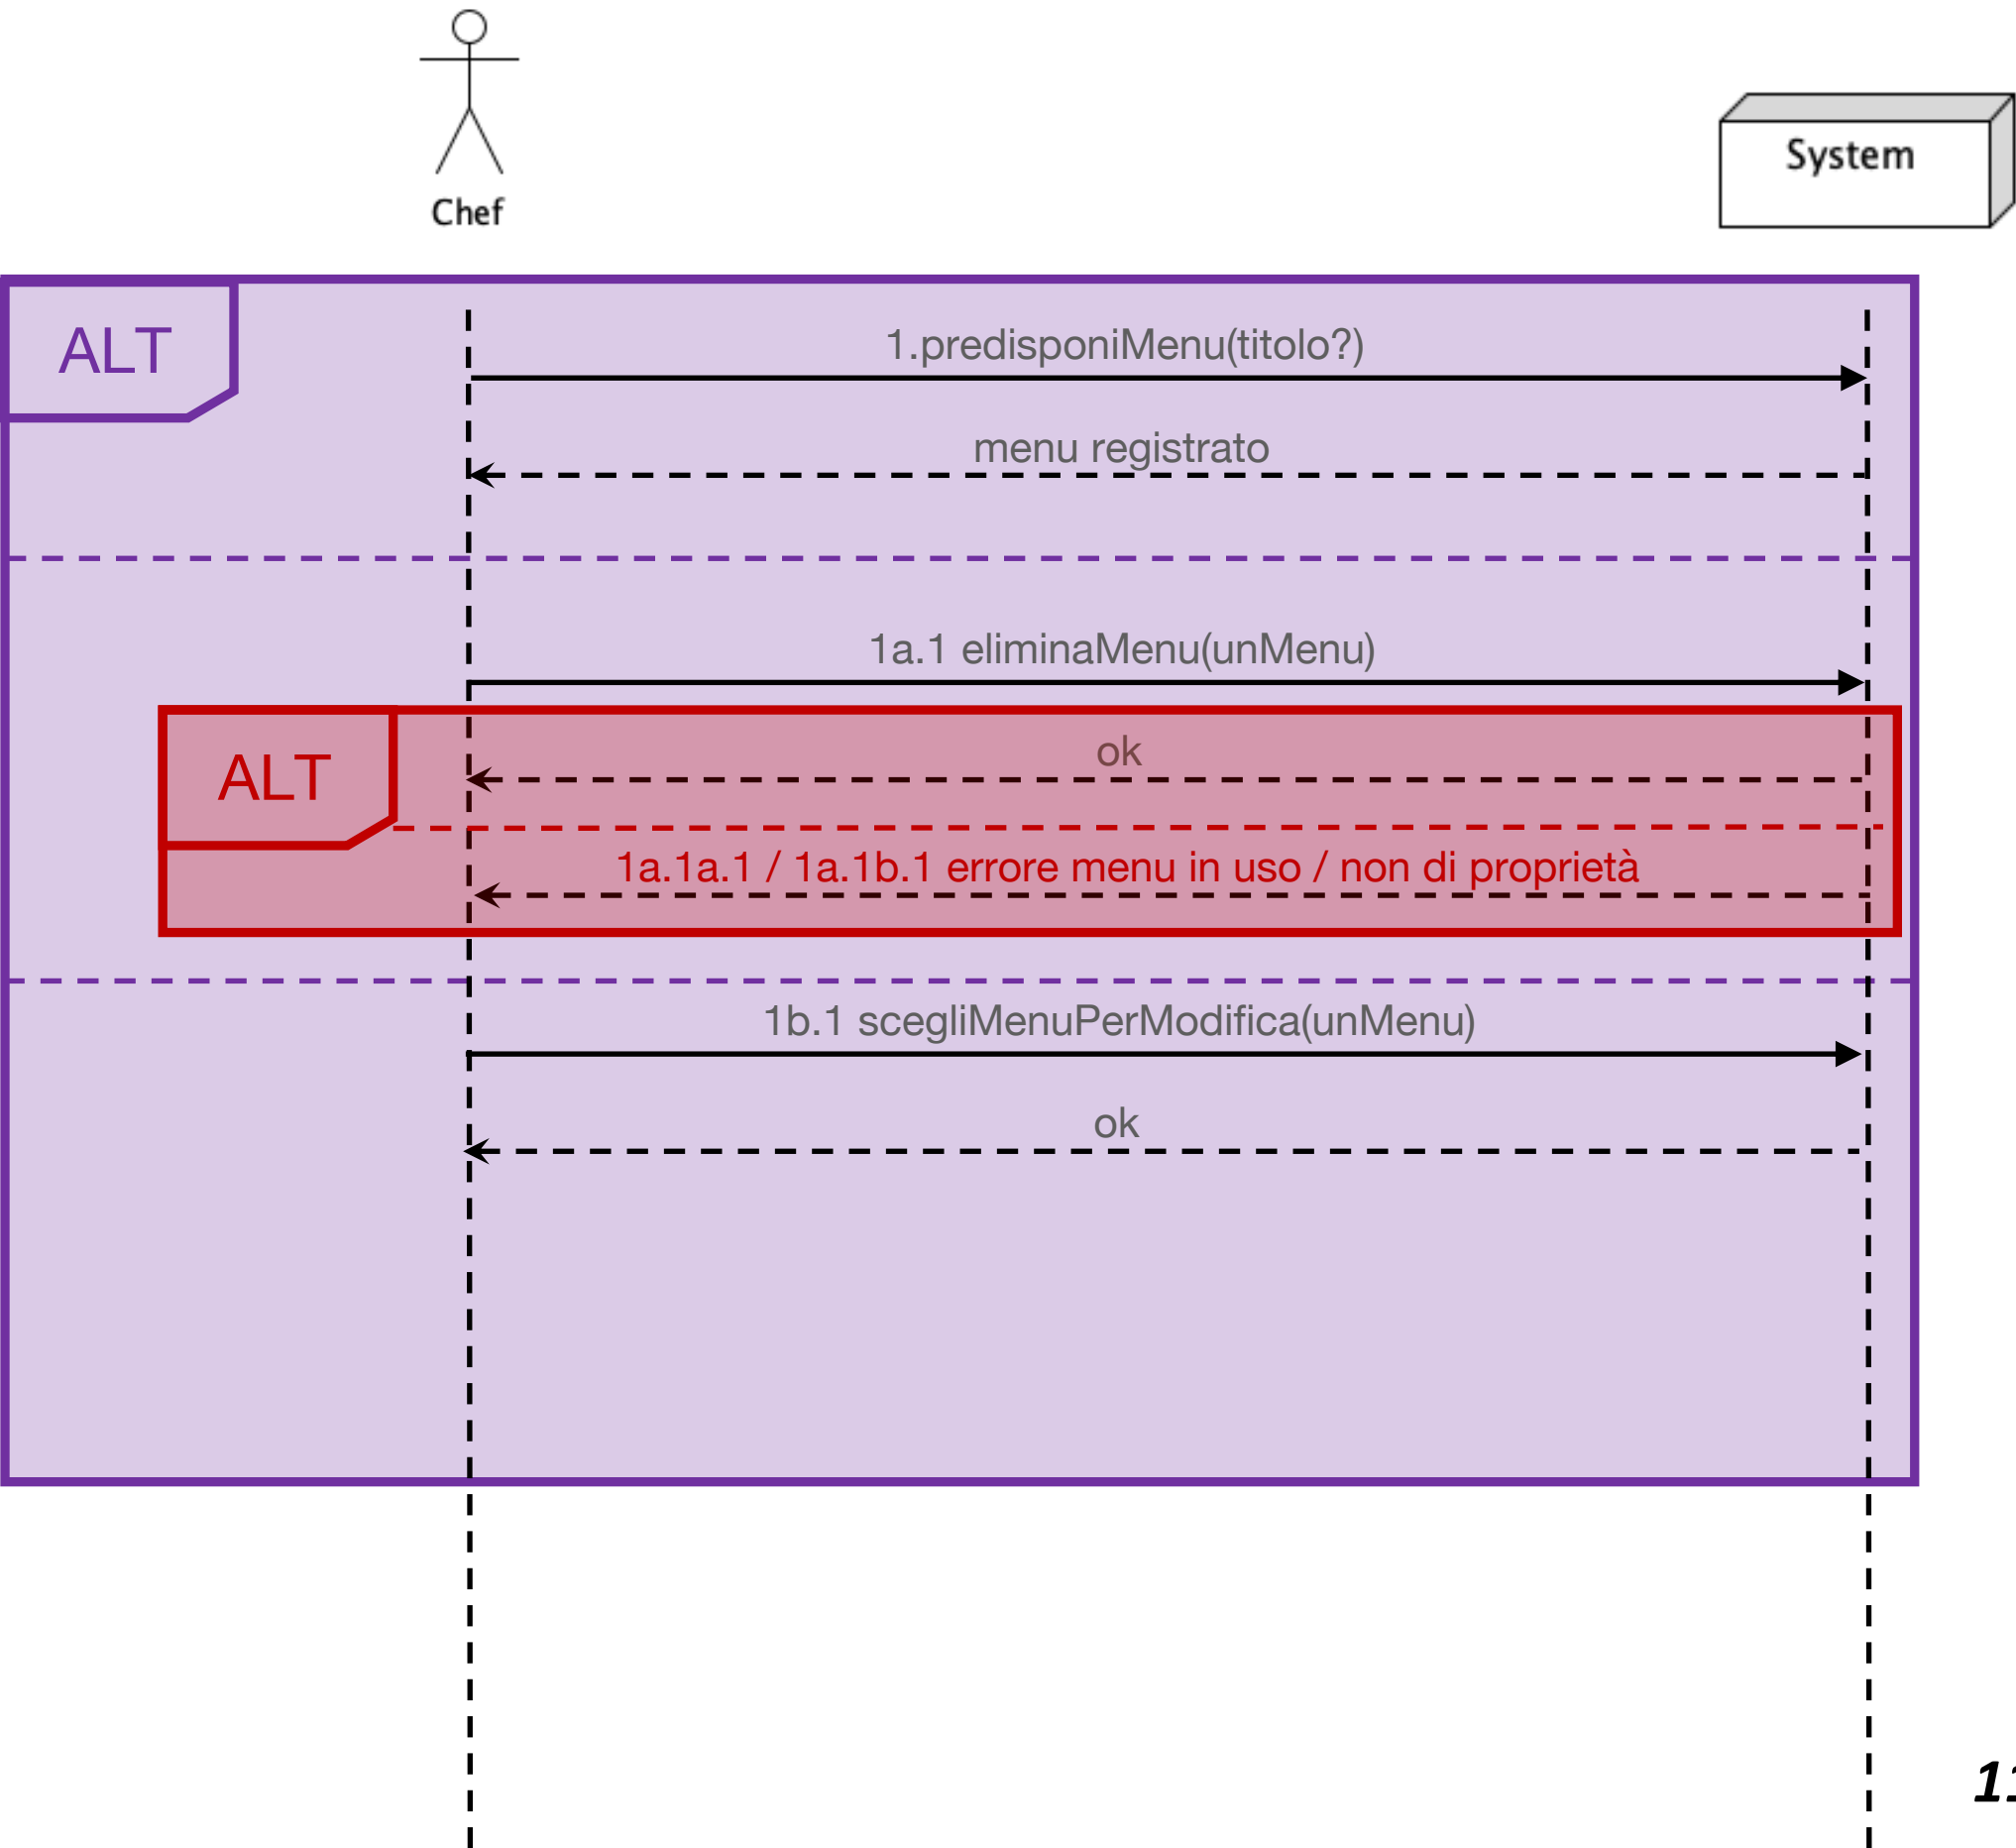 Chef
System
ALT
1.predisponiMenu(titolo?)
menu registrato
1a.1 eliminaMenu(unMenu)
ALT
ok
1a.1a.1 / 1a.1b.1 errore menu in uso / non di proprietà
1b.1 scegliMenuPerModifica(unMenu)
ok